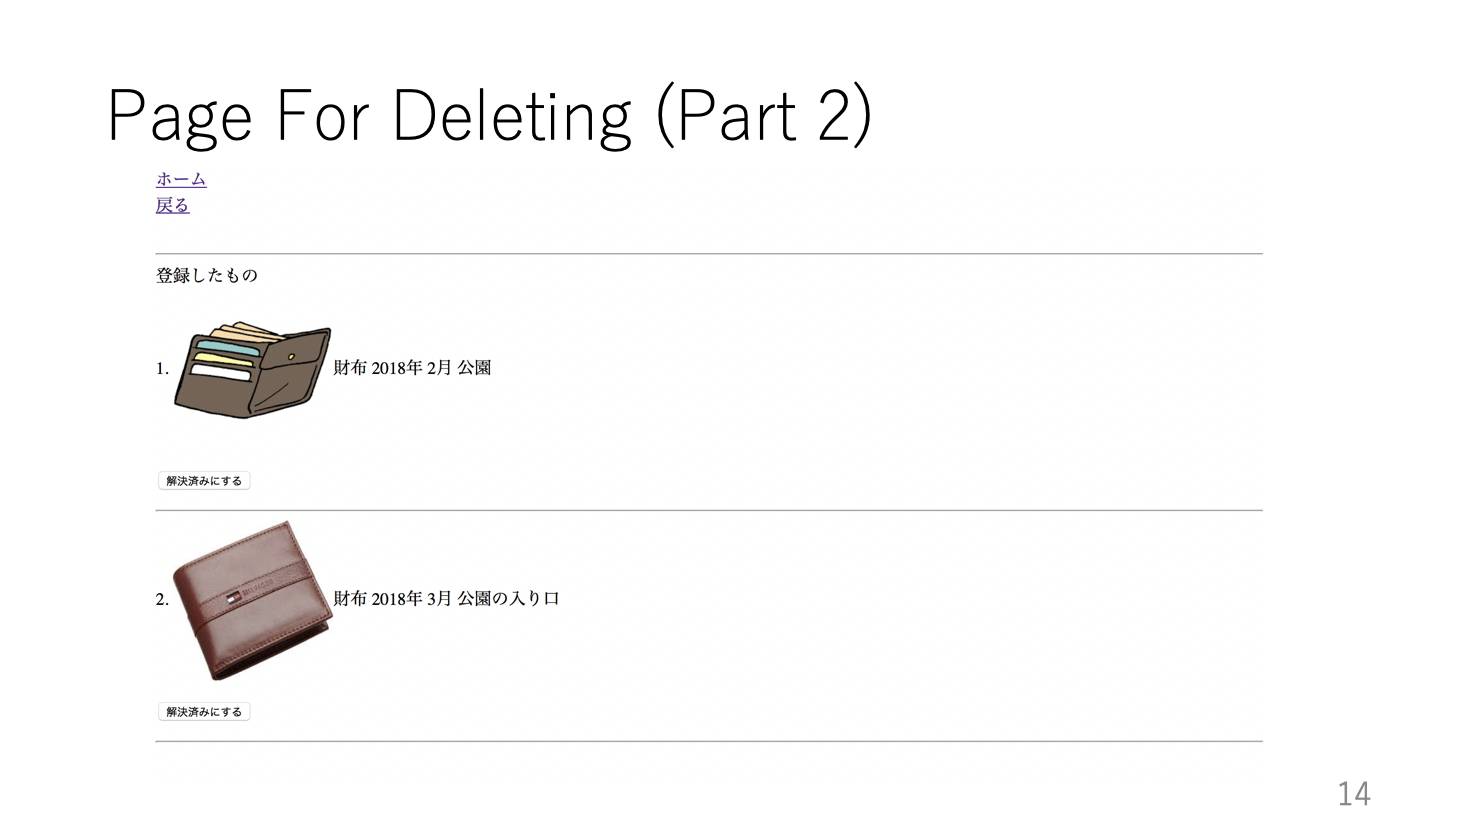 Page For Deleting (Part 2)
ホーム
戻る
登録したもの
1. 財布 2018年 2月 公園
解決済みにする
2. 財布 2018年 3月 公園の入り口
解決済みにする
14